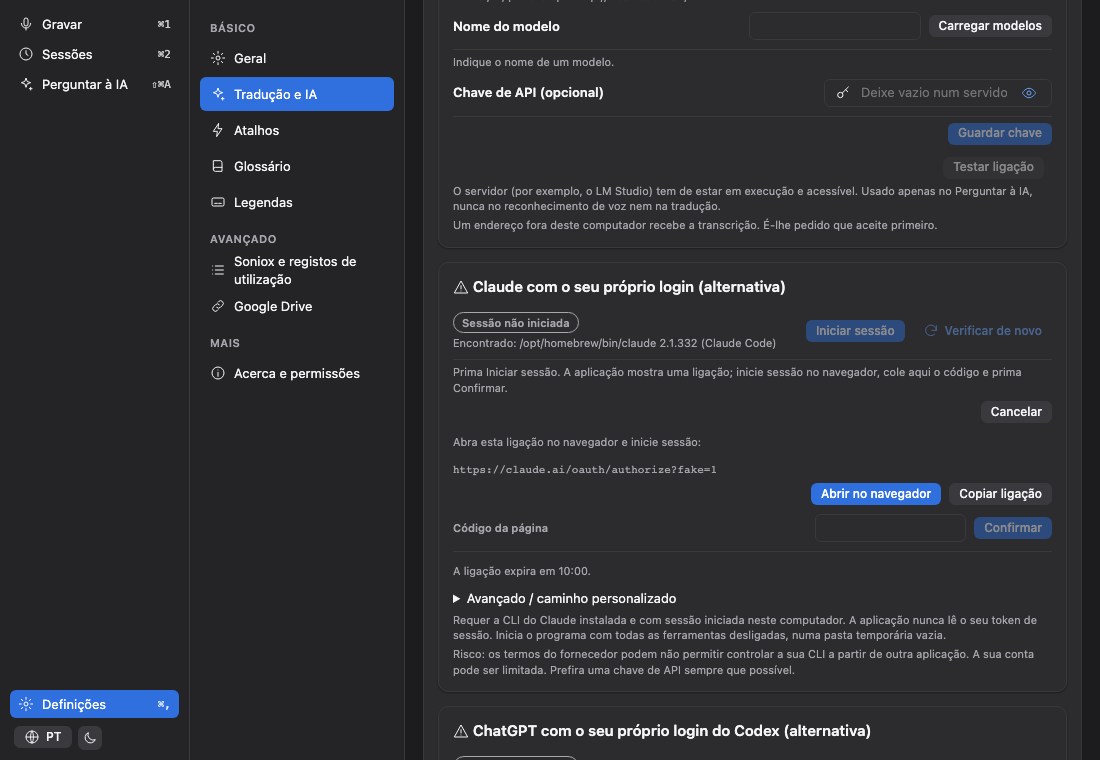 Gravar ⌘1
Sessões ⌘2
Perguntar à IA ⇧⌘A
Definições ⌘,
PT
BÁSICO
Geral
Tradução e IA
Atalhos
Glossário
Legendas
AVANÇADO
Soniox e registos de
utilização
Google Drive
MAIS
Acerca e permissões
Nome do modelo
Carregar modelos
Indique o nome de um modelo.
Chave de API (opcional)
Deixe vazio num servido
Guardar chave
Testar ligação
O servidor (por exemplo, o LM Studio) tem de estar em execução e acessível. Usado apenas no Perguntar à IA,
nunca no reconhecimento de voz nem na tradução.
Um endereço fora deste computador recebe a transcrição. É-lhe pedido que aceite primeiro.
Claude com o seu próprio login (alternativa)
Sessão não iniciada
Iniciar sessão
Verificar de novo
Encontrado: /opt/homebrew/bin/claude 2.1.332 (Claude Code)
Prima Iniciar sessão. A aplicação mostra uma ligação; inicie sessão no navegador, cole aqui o código e prima
Confirmar.
Cancelar
Abra esta ligação no navegador e inicie sessão:
https://claude.ai/oauth/authorize?fake=1
Abrir no navegador
Copiar ligação
Código da página
Confirmar
A ligação expira em 10:00.
Avançado / caminho personalizado
Requer a CLI do Claude instalada e com sessão iniciada neste computador. A aplicação nunca lê o seu token de
sessão. Inicia o programa com todas as ferramentas desligadas, numa pasta temporária vazia.
Risco: os termos do fornecedor podem não permitir controlar a sua CLI a partir de outra aplicação. A sua conta
pode ser limitada. Prefira uma chave de API sempre que possível.
ChatGPT com o seu próprio login do Codex (alternativa)